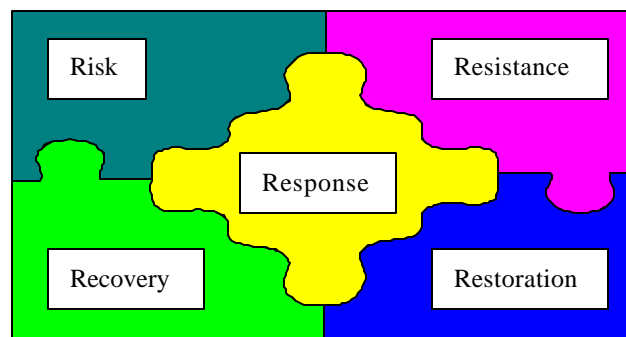 Risk
Resistance
Response
Recovery
Restoration